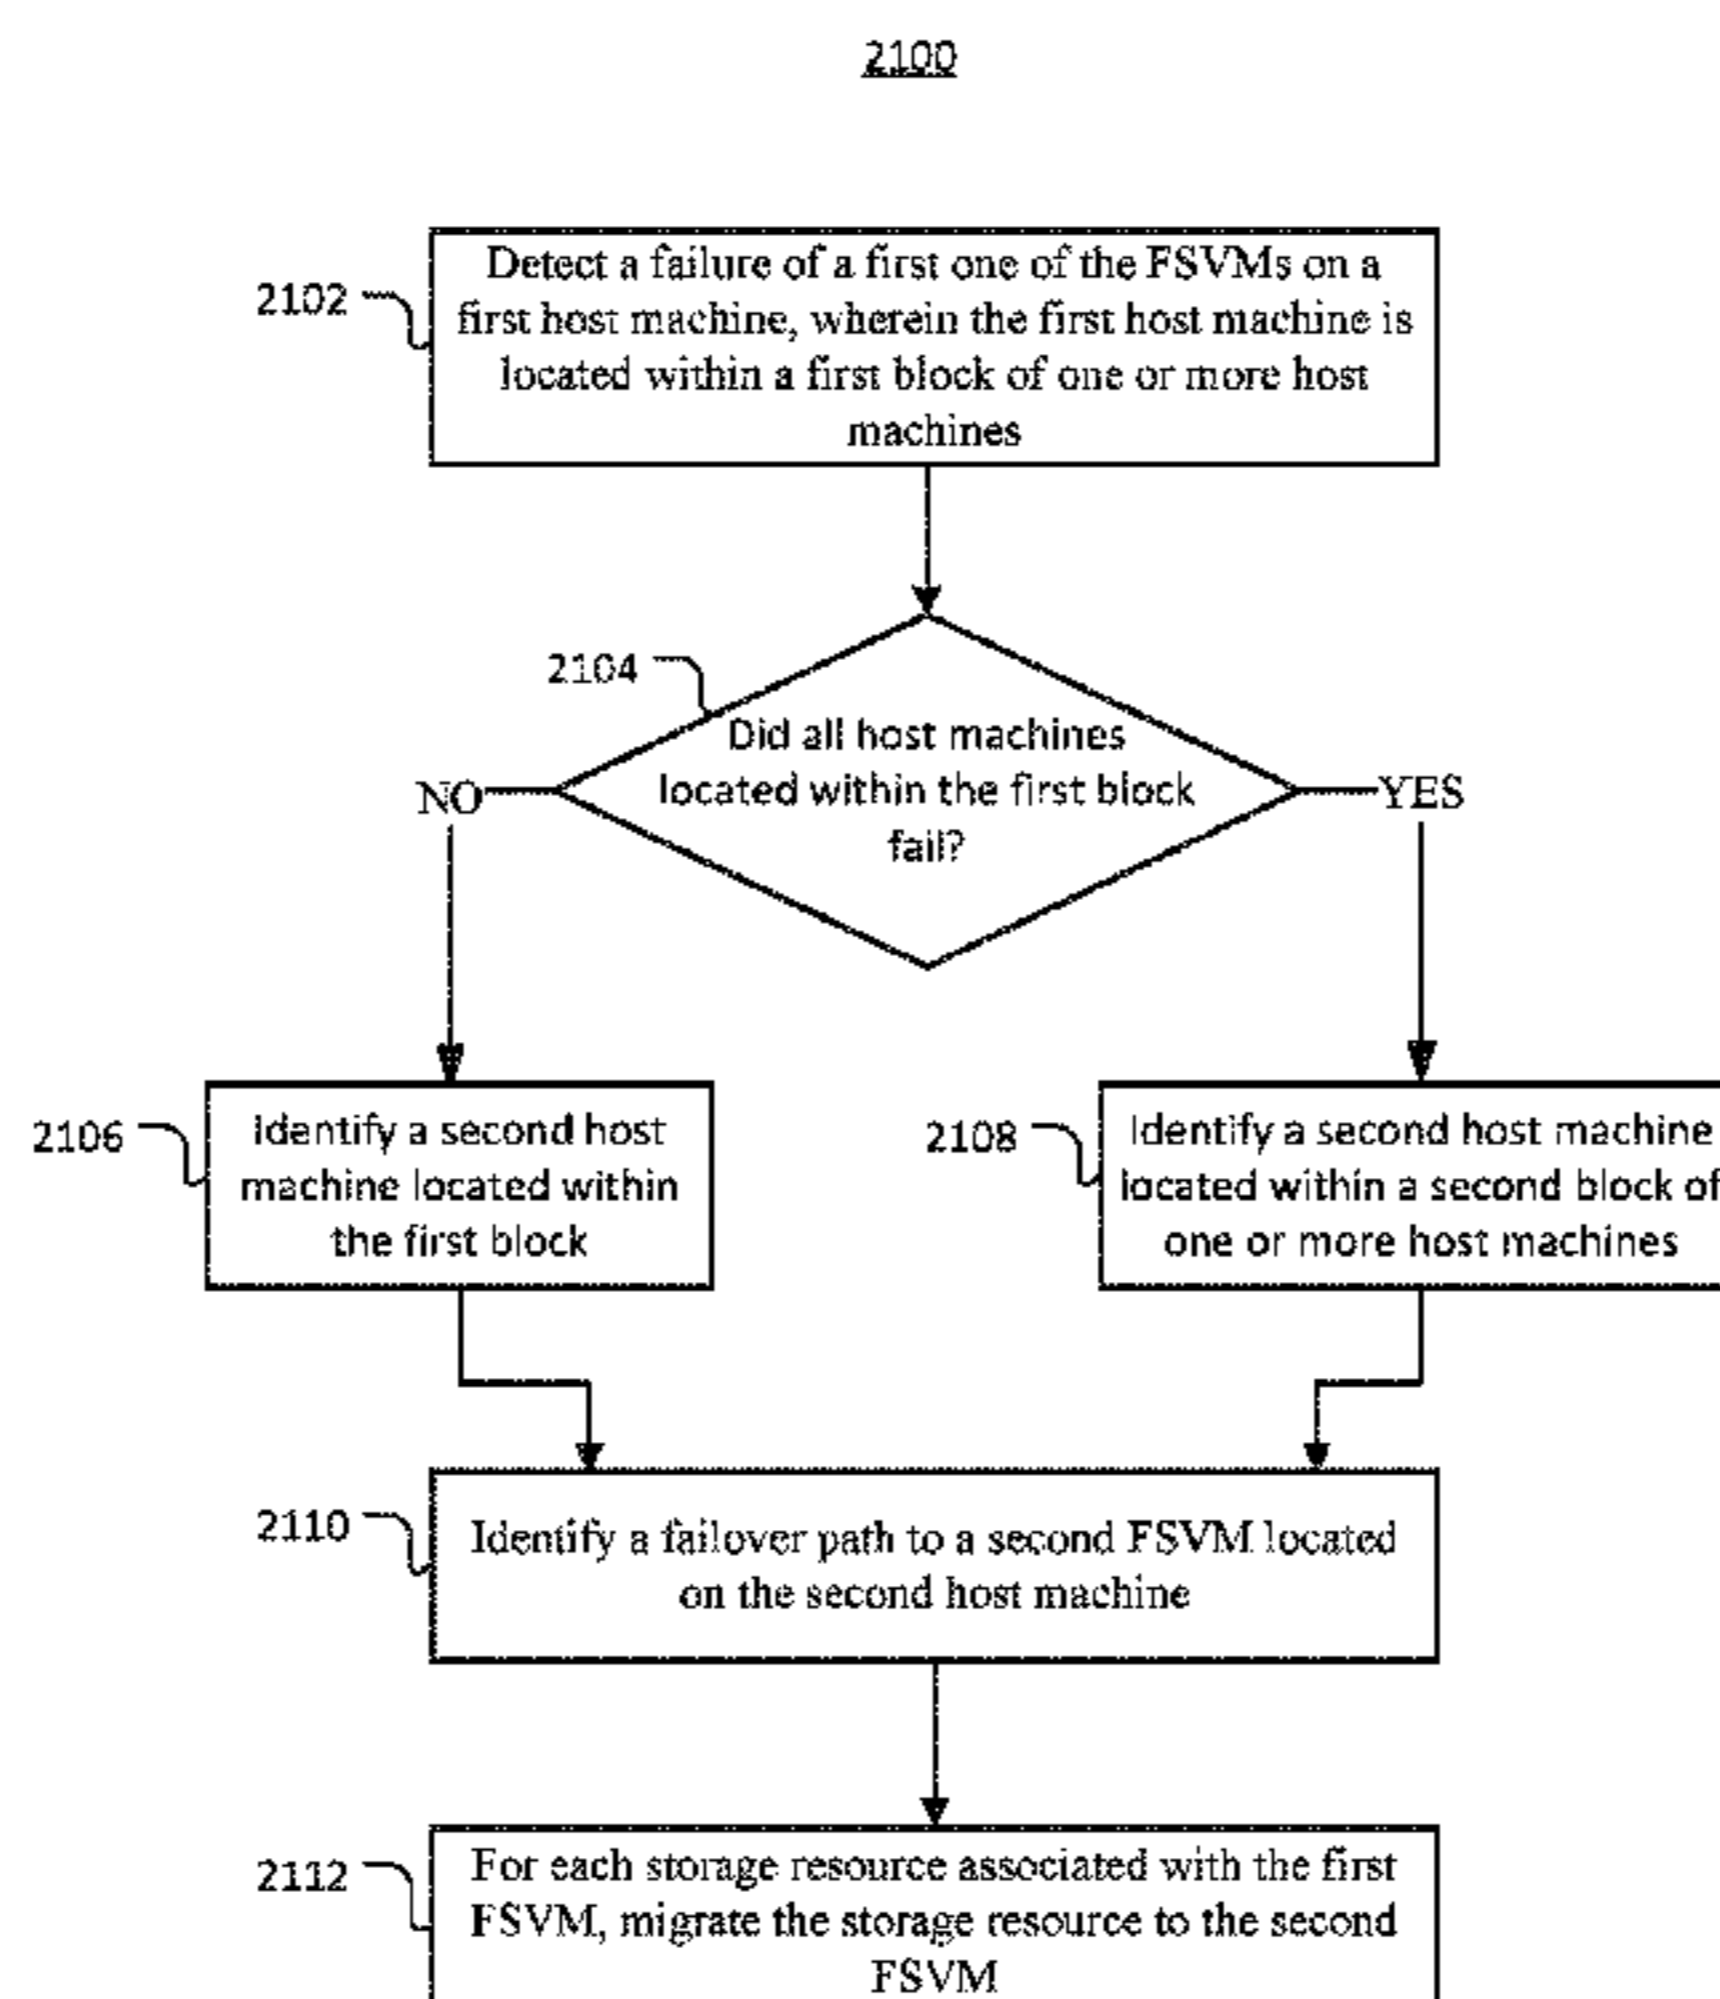 2100
2102
Detect a failure of a first one of the FSVMs on a
first host machine, wherein the first host machine is
located within a first block of one or more host
machines
2104
Did all host machines
located within the first block
fail?
NO
YES
2106
Identify a second host
machine located within
the first block
2108
Identify a second host machine
located within a second block of
one or more host machines
2110
Identify a failover path to a second FSVM located
on the second host machine
2112
For each storage resource associated with the first
FSVM, migrate the storage resource to the second
FSVM